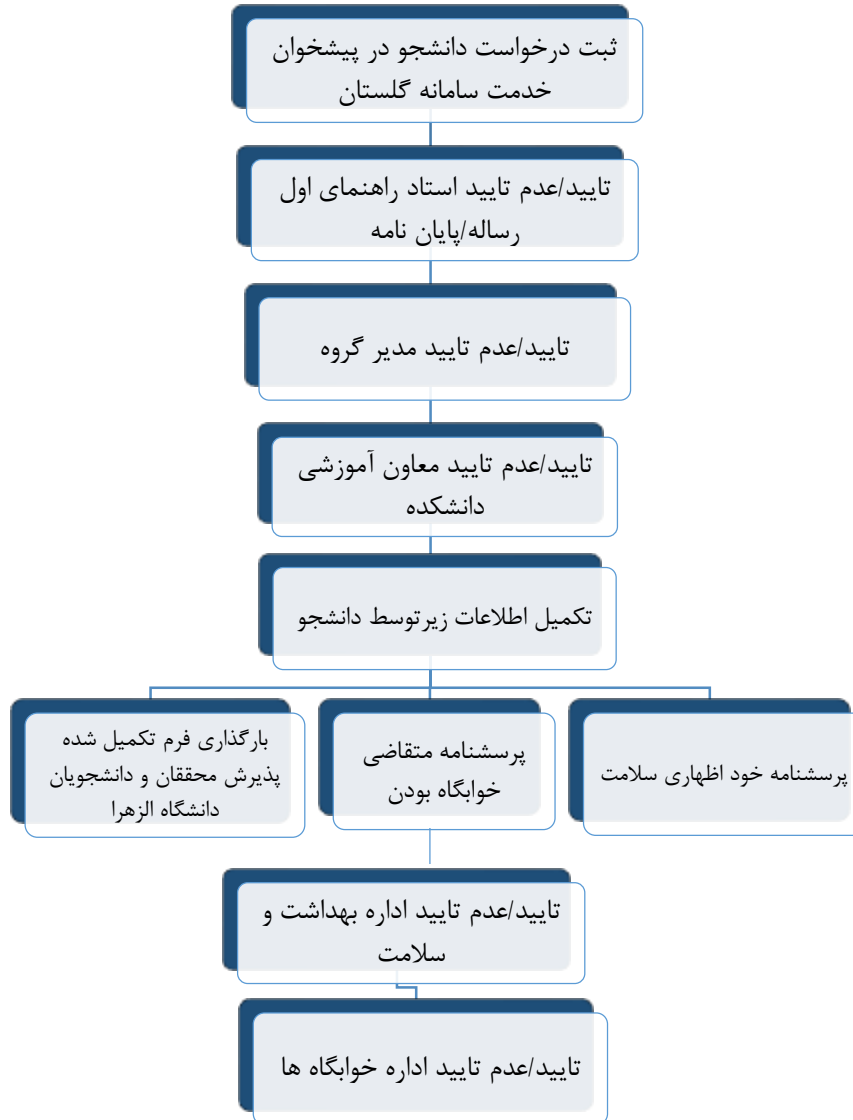 ثبت درخواست دانشجو در پیشخوان
خدمت سامانه گلستان
تایید/عدم تایید استاد راهنمای اول
رساله/پایان نامه
تایید/عدم تایید مدیر گروه
تایید/عدم تایید معاون آموزشی
دانشکده
تکمیل اطلاعات زیرتوسط دانشجو
پرسشنامه خود اظهاری سلامت
پرسشنامه متقاضی
خوابگاه بودن
بارگذاری فرم تکمیل شده
پذیرش محققان و دانشجویان
دانشگاه الزهرا
تایید/عدم تایید اداره بهداشت و
سلامت
تایید/عدم تایید اداره خوابگاه ها